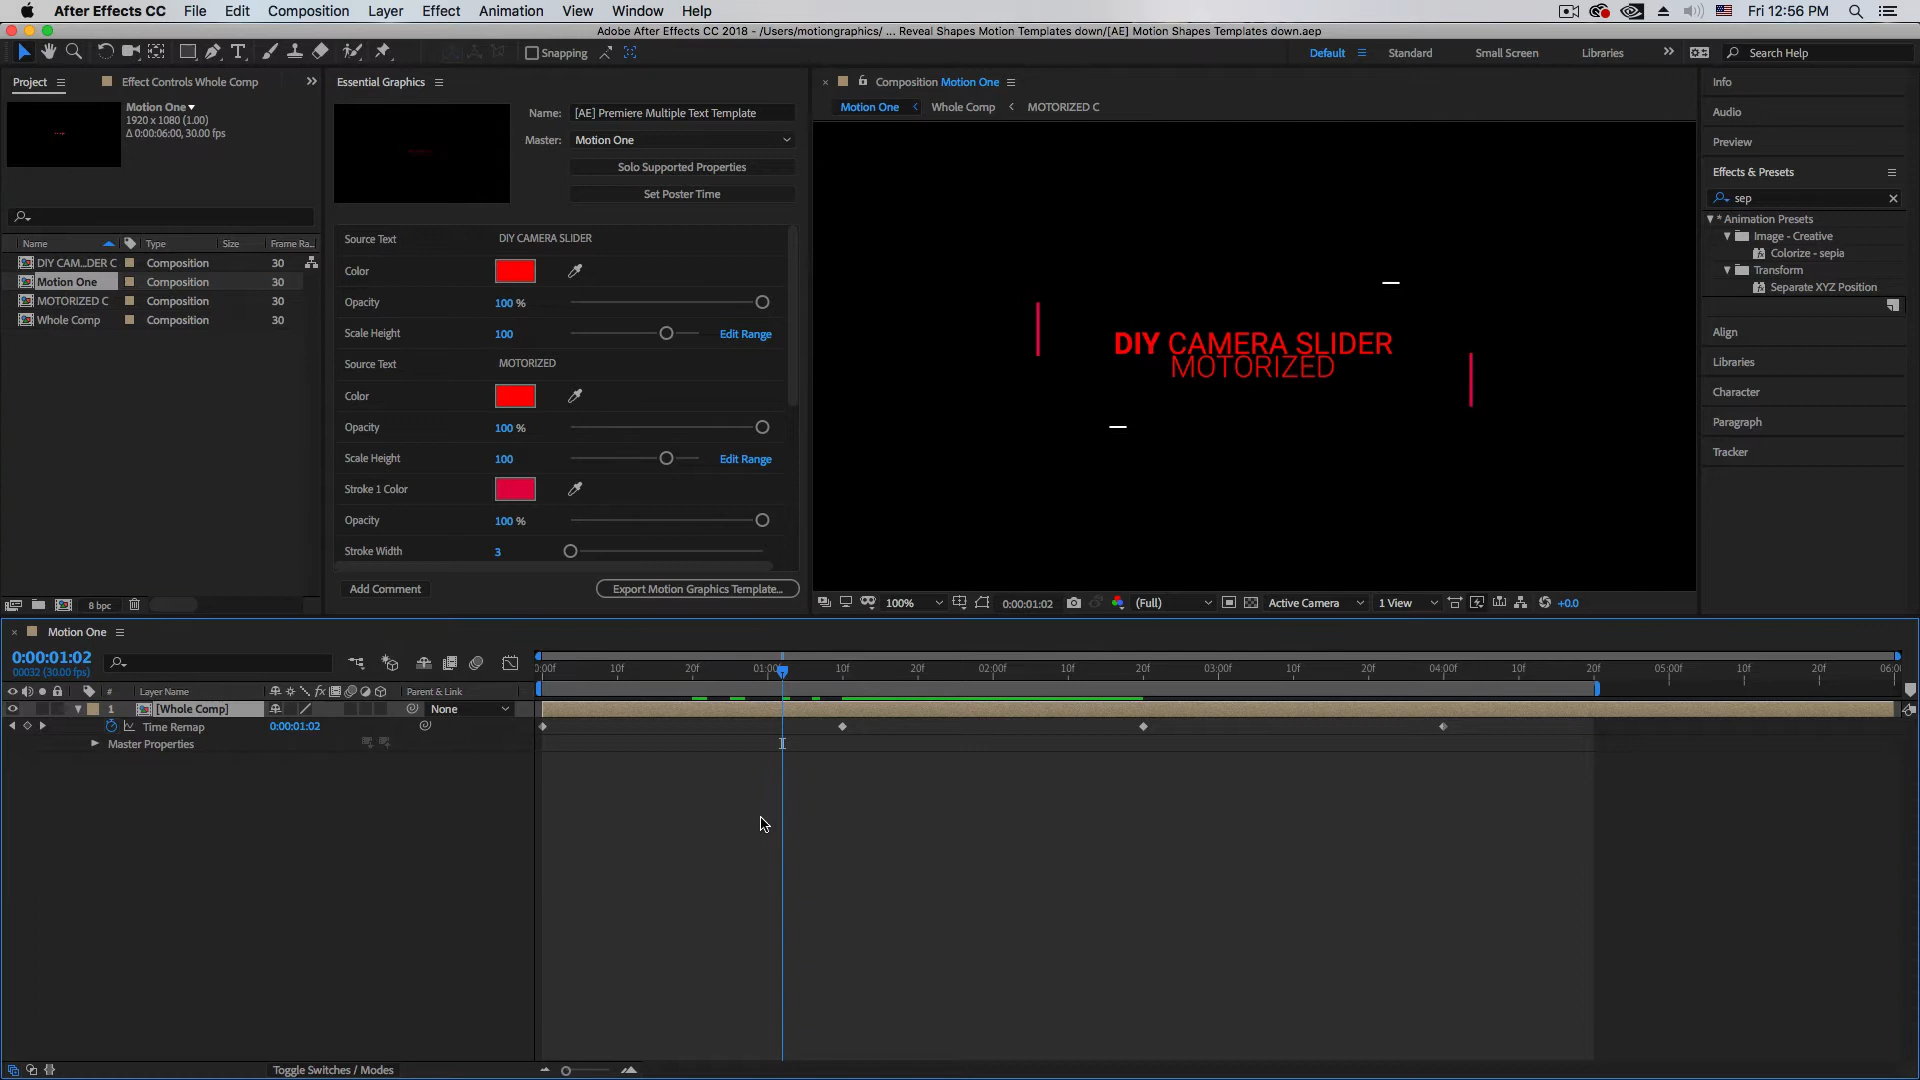 After Effects CC File Edit Composition Layer Effect Animation View Window Help Fri 12:56 PM
Adobe After Effects CC 2018 - /Users/motiongraphics/ ... Reveal Shapes Motion Templates down/[AE] Motion Shapes Templates down.aep
Snapping Default Standard Small Screen Libraries Search Help
Project Effect Controls Whole Comp
Motion One
1920 x 1080 (1.00)
Δ 0:00:06:00, 30.00 fps
Name Type Size Frame Ra...
DIY CAM...DER C Composition 30
Motion One Composition 30
MOTORIZED C Composition 30
Whole Comp Composition 30
8 bpc
Essential Graphics
Name: [AE] Premiere Multiple Text Template
Master: Motion One
Solo Supported Properties
Set Poster Time
Source Text DIY CAMERA SLIDER
Color
Opacity 100 %
Scale Height 100 Edit Range
Source Text MOTORIZED
Color
Opacity 100 %
Scale Height 100 Edit Range
Stroke 1 Color
Opacity 100 %
Stroke Width 3
Add Comment Export Motion Graphics Template...
Composition Motion One
Motion One Whole Comp MOTORIZED C
DIY CAMERA SLIDER
MOTORIZED
100% 0:00:01:02 (Full) Active Camera 1 View +0.0
Info
Audio
Preview
Effects & Presets
sep
* Animation Presets
Image - Creative
Colorize - sepia
Transform
Separate XYZ Position
Align
Libraries
Character
Paragraph
Tracker
Motion One
0:00:01:02
00032 (30.00 fps)
0:00f 10f 20f 01:00f 10f 20f 02:00f 10f 20f 03:00f 10f 20f 04:00f 10f 20f 05:00f 20f 06:0
# Layer Name Parent & Link
1 [Whole Comp] None
Time Remap 0:00:01:02
Master Properties
Toggle Switches / Modes